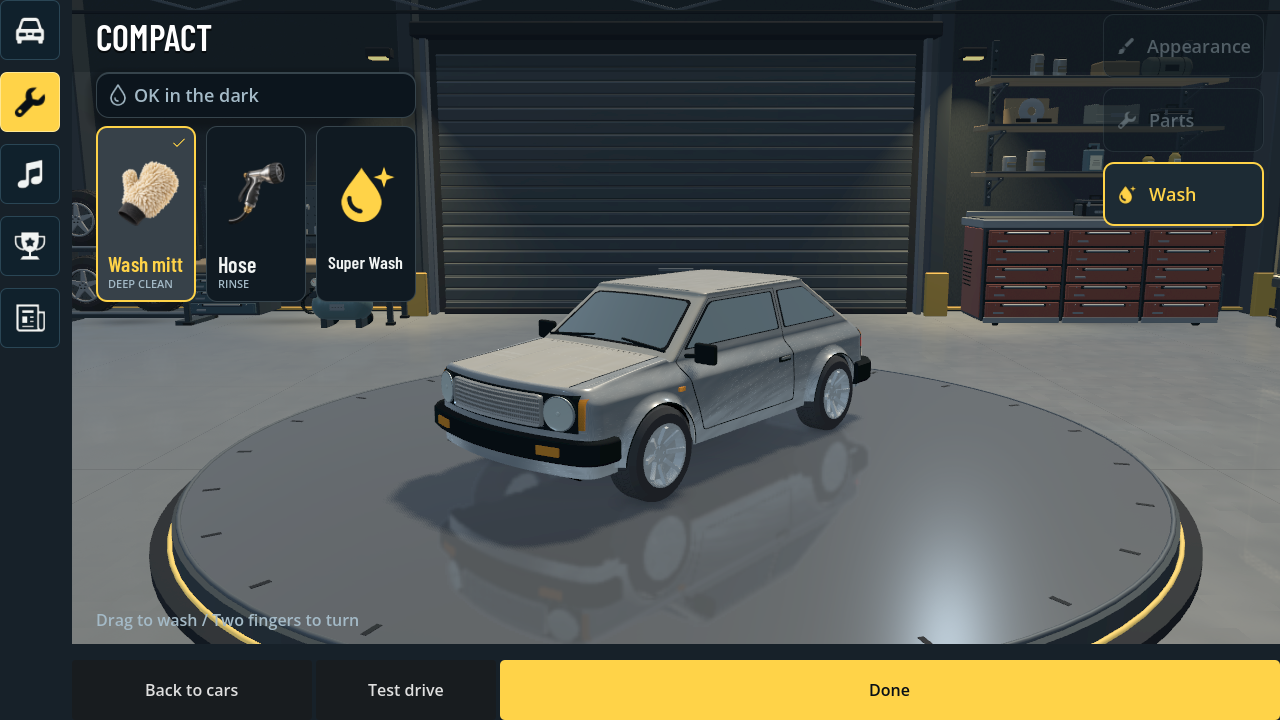 COMPACT
OK in the dark
Wash mitt
DEEP CLEAN
Hose
RINSE
Super Wash
Appearance
Parts
Wash
Drag to wash / Two fingers to turn
Back to cars
Test drive
Done